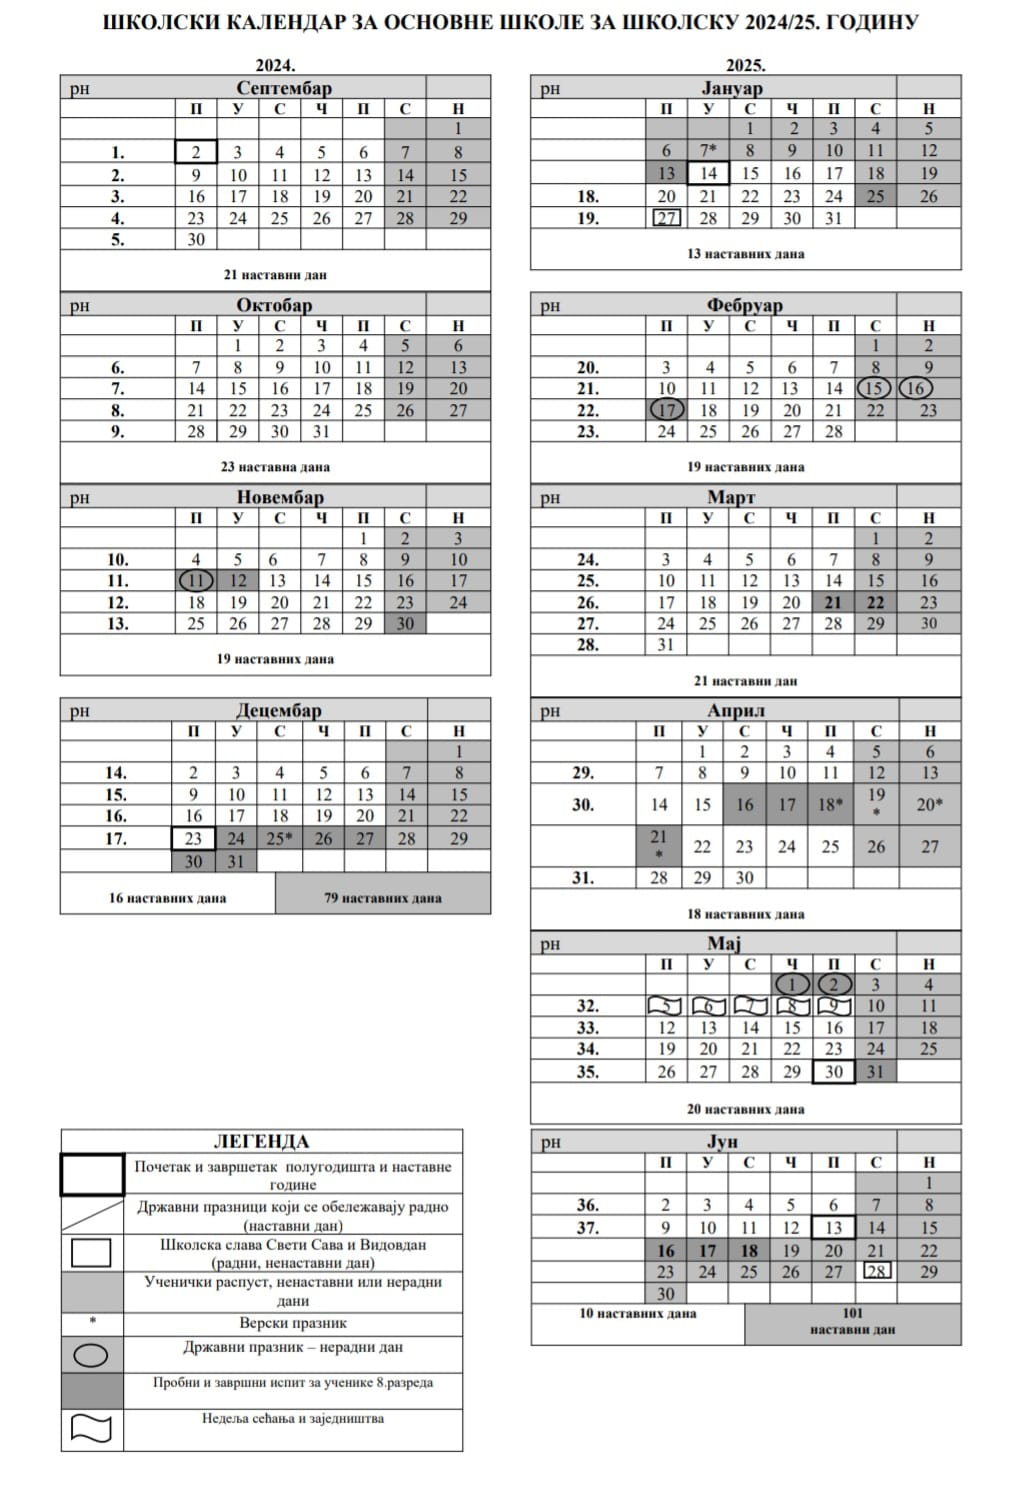 ШКОЛСКИ КАЛЕНДАР ЗА ОСНОВНЕ ШКОЛЕ ЗА ШКОЛСКУ 2024/25. ГОДИНУ
2024.
рн Септембар
П У С Ч П С Н
1
1. 2 3 4 5 6 7 8
2. 9 10 11 12 13 14 15
3. 16 17 18 19 20 21 22
4. 23 24 25 26 27 28 29
5. 30
21 наставни дан
рн Октобар
П У С Ч П С Н
1 2 3 4 5 6
6. 7 8 9 10 11 12 13
7. 14 15 16 17 18 19 20
8. 21 22 23 24 25 26 27
9. 28 29 30 31
23 наставна дана
рн Новембар
П У С Ч П С Н
1 2 3
10. 4 5 6 7 8 9 10
11. 11 12 13 14 15 16 17
12. 18 19 20 21 22 23 24
13. 25 26 27 28 29 30
19 наставних дана
рн Децембар
П У С Ч П С Н
1
14. 2 3 4 5 6 7 8
15. 9 10 11 12 13 14 15
16. 16 17 18 19 20 21 22
17. 23 24 25* 26 27 28 29
30 31
16 наставних дана 79 наставних дана
2025.
рн Јануар
П У С Ч П С Н
1 2 3 4 5
6 7* 8 9 10 11 12
13 14 15 16 17 18 19
18. 20 21 22 23 24 25 26
19. 27 28 29 30 31
13 наставних дана
рн Фебруар
П У С Ч П С Н
1 2
20. 3 4 5 6 7 8 9
21. 10 11 12 13 14 15 16
22. 17 18 19 20 21 22 23
23. 24 25 26 27 28
19 наставних дана
рн Март
П У С Ч П С Н
1 2
24. 3 4 5 6 7 8 9
25. 10 11 12 13 14 15 16
26. 17 18 19 20 21 22 23
27. 24 25 26 27 28 29 30
28. 31
21 наставни дан
рн Април
П У С Ч П С Н
1 2 3 4 5 6
29. 7 8 9 10 11 12 13
30. 14 15 16 17 18* 19 * 20*
21 * 22 23 24 25 26 27
31. 28 29 30
18 наставних дана
рн Мај
П У С Ч П С Н
1 2 3 4
32. 5 6 7 8 9 10 11
33. 12 13 14 15 16 17 18
34. 19 20 21 22 23 24 25
35. 26 27 28 29 30 31
20 наставних дана
рн Јун
П У С Ч П С Н
1
36. 2 3 4 5 6 7 8
37. 9 10 11 12 13 14 15
16 17 18 19 20 21 22
23 24 25 26 27 28 29
30
10 наставних дана 101
наставни дан
ЛЕГЕНДА
Почетак и завршетак полугодишта и наставне
године
Државни празници који се обележавају радно
(наставни дан)
Школска слава Свети Сава и Видовдан
(радни, ненаставни дан)
Ученички распуст, ненаставни или нерадни
дани
* Верски празник
Државни празник – нерадни дан
Пробни и завршни испит за ученике 8.разреда
Недеља сећања и заједништва